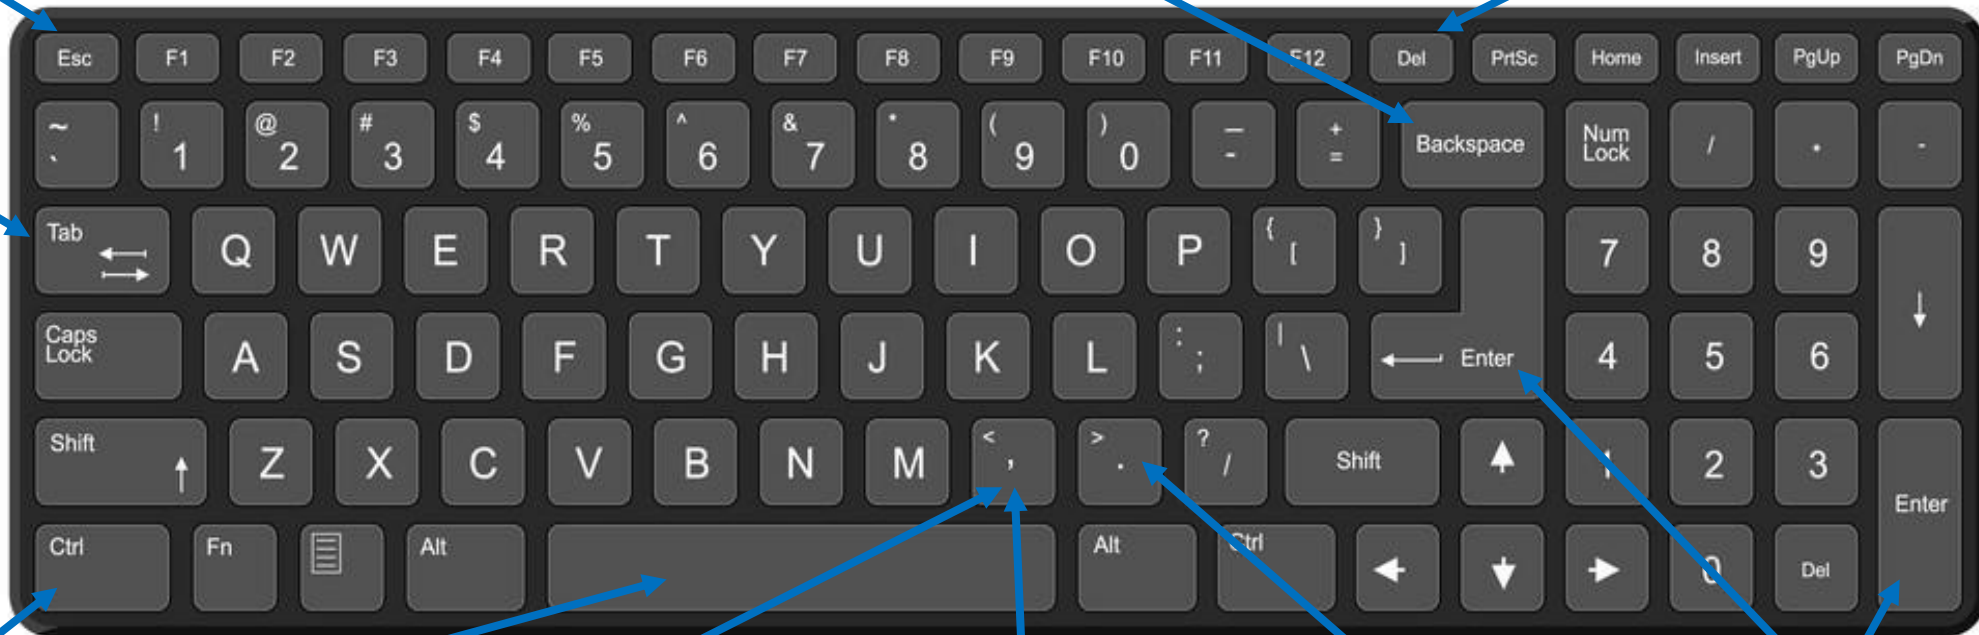 Esc F1 F2 F3 F4 F5 F6 F7 F8 F9 F10 F11 F12 Del PrtSc Home Insert PgUp PgDn
~ ! @ # $ % ^ & * ( ) — +
` 1 2 3 4 5 6 7 8 9 0 - = Backspace Num Lock / * -
Tab Q W E R T Y U I O P { [ } ] 7 8 9
Caps Lock A S D F G H J K L : ; | \ Enter 4 5 6
Shift Z X C V B N M < , > . ? / Shift 1 2 3 Enter
Ctrl Fn Alt Alt Ctrl 0 Del